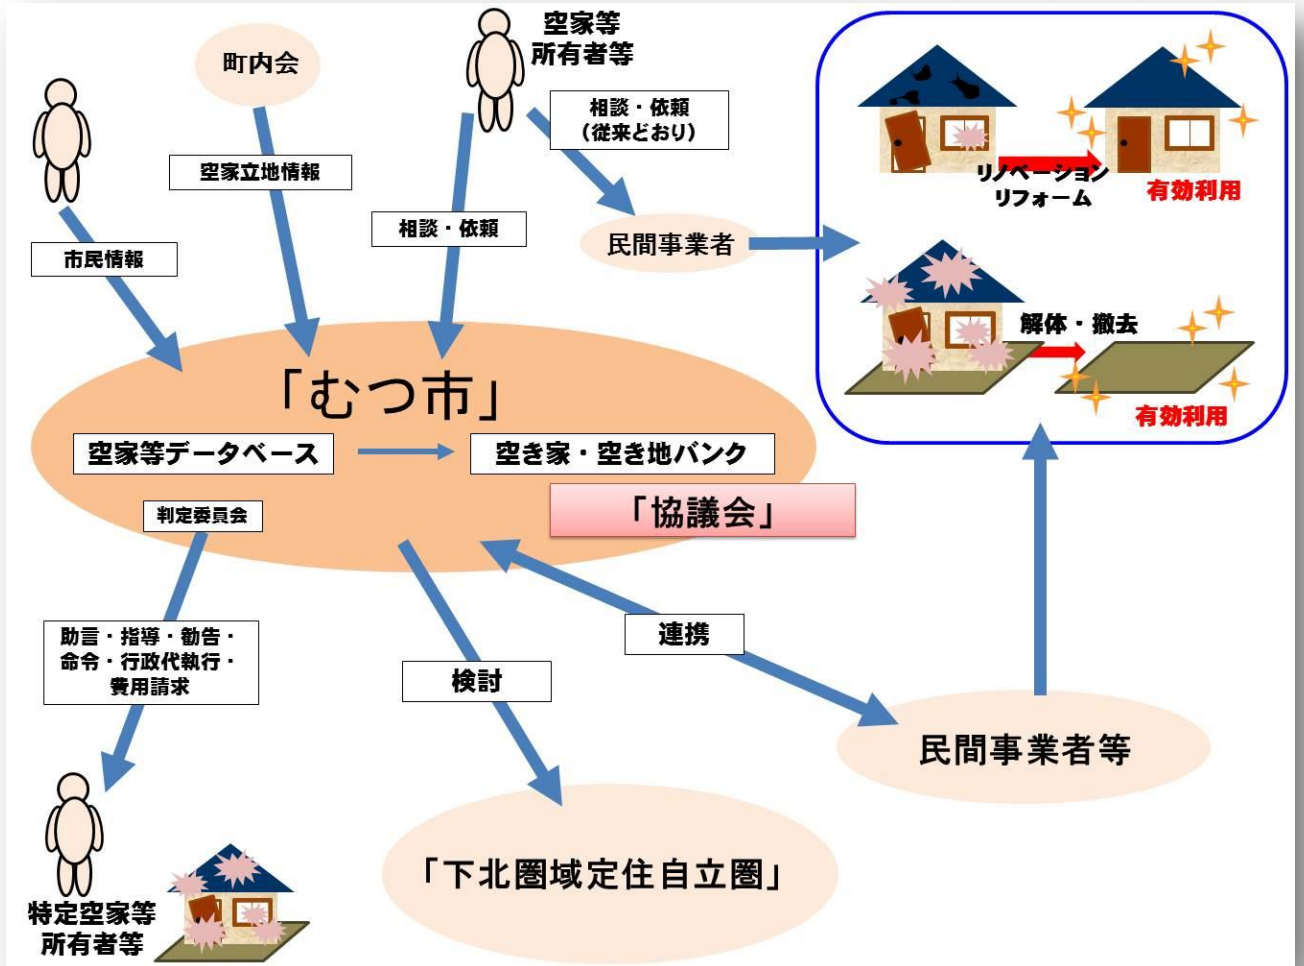 空家等
所有者等
町内会
相談・依頼
（従来どおり）
空家立地情報
相談・依頼
市民情報
民間事業者
リノベーション
リフォーム
有効利用
解体・撤去
有効利用
「むつ市」
空家等データベース
空き家・空き地バンク
判定委員会
「協議会」
助言・指導・勧告・
命令・行政代執行・
費用請求
検討
連携
民間事業者等
「下北圏域定住自立圏」
特定空家等
所有者等